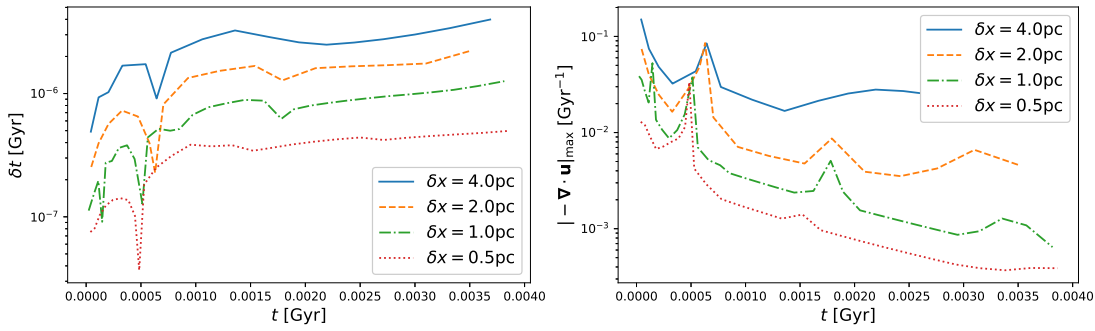 δt [Gyr]
10⁻⁶
10⁻⁷
δx = 4.0pc
δx = 2.0pc
δx = 1.0pc
δx = 0.5pc
0.0000 0.0005 0.0010 0.0015 0.0020 0.0025 0.0030 0.0035 0.0040
t [Gyr]
| − ∇ · u|max [Gyr⁻¹]
10⁻¹
10⁻²
10⁻³
δx = 4.0pc
δx = 2.0pc
δx = 1.0pc
δx = 0.5pc
0.0000 0.0005 0.0010 0.0015 0.0020 0.0025 0.0030 0.0035 0.0040
t [Gyr]